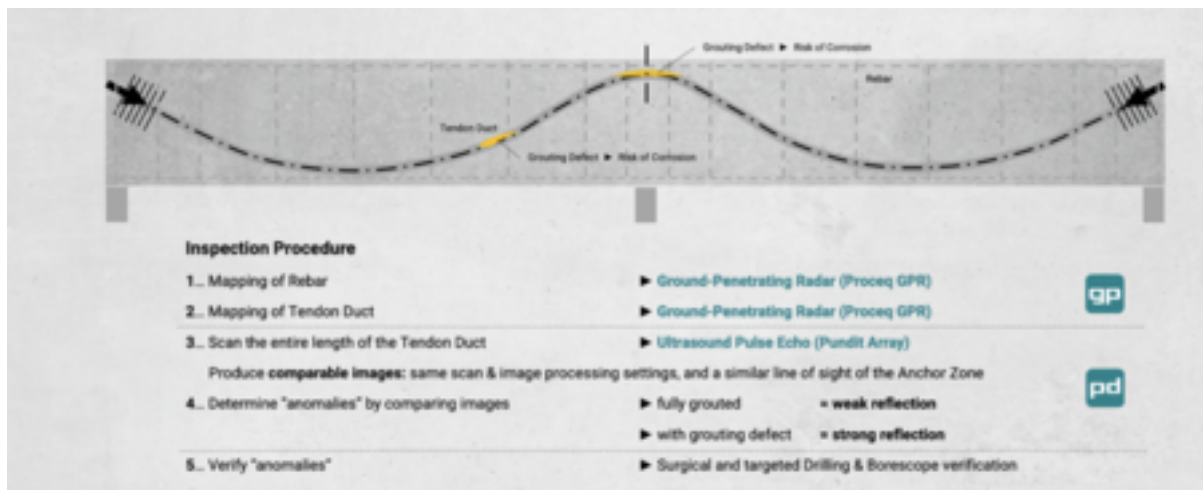 Grouting Defect ► Risk of Corrosion
Rebar
Tendon Duct
Grouting Defect ► Risk of Corrosion
Inspection Procedure
1... Mapping of Rebar ► Ground-Penetrating Radar (Proceq GPR)
gp
2... Mapping of Tendon Duct ► Ground-Penetrating Radar (Proceq GPR)
3... Scan the entire length of the Tendon Duct ► Ultrasound Pulse Echo (Pundit Array)
Produce comparable images: same scan & image processing settings, and a similar line of sight of the Anchor Zone
pd
4... Determine "anomalies" by comparing images ► fully grouted = weak reflection
► with grouting defect = strong reflection
5... Verify "anomalies" ► Surgical and targeted Drilling & Borescope verification